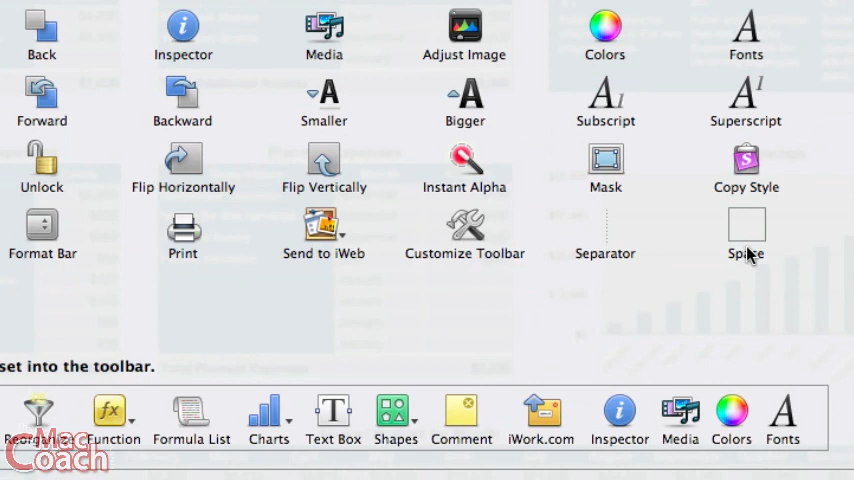 Back Inspector Media Adjust Image Colors Fonts
Forward Backward Smaller Bigger Subscript Superscript
Unlock Flip Horizontally Flip Vertically Instant Alpha Mask Copy Style
Format Bar Print Send to iWeb Customize Toolbar Separator Space
set into the toolbar.
Reorganize Function Formula List Charts Text Box Shapes Comment iWork.com Inspector Media Colors Fonts
Mac
Coach